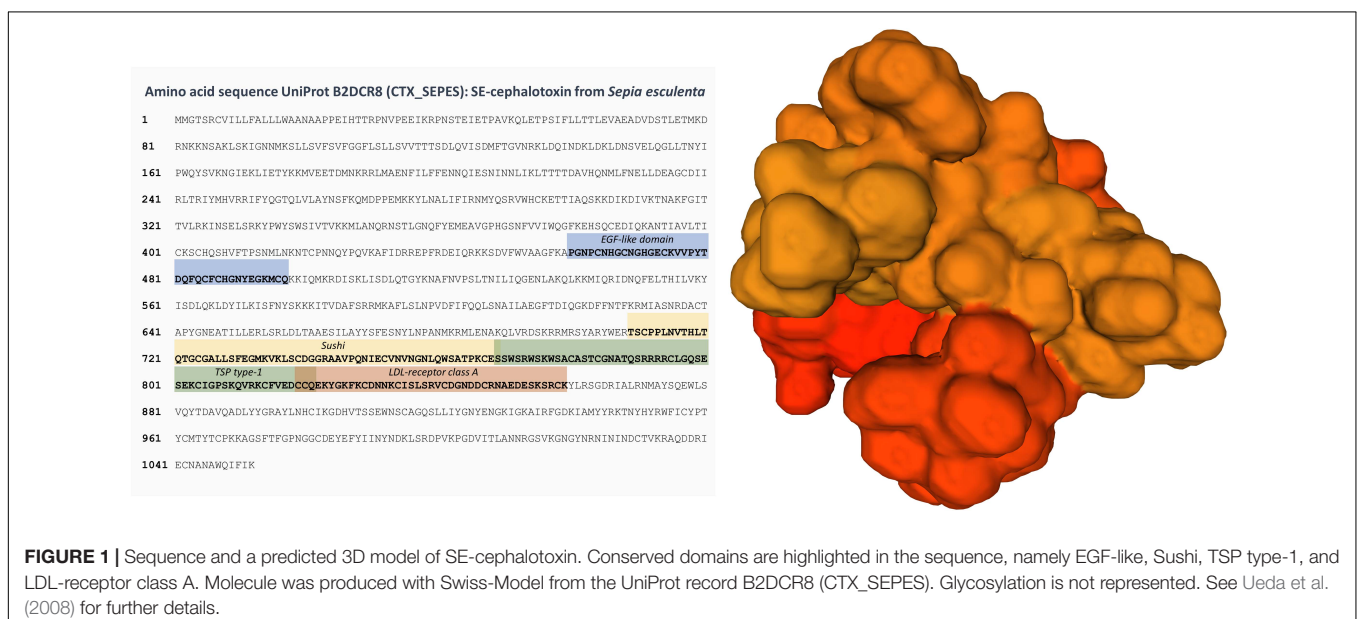 Amino acid sequence UniProt B2DCR8 (CTX_SEPES): SE-cephalotoxin from Sepia esculenta
1 MMGTSRCVILLFALLLWAANAAPPEIHTTRPNVPEEIKRPNSTEIETPAVKQLETPSIFLLTTLEVAEADVDSTLETMKD
81 RNKKNSAKLSKIGNNMKSLLSVFSVFGGFLSLLSVVTTTSDLQVISDMFTGVNRKLDQINDKLDKLDNSVELQGLLTNYI
161 PWQYSVKNGIEKLIETYKKMVEETDMNKRRLMAENFILFFENNQIESNINNLIKLTTTTDAVHQNMLFNELLDEAGCDII
241 RLTRIYMHVRRIFYQGTQLVLAYNSFKQMDPPEMKKYLNALIFIRNMYQSRVWHCKETTIAQSKKDIKDIVKTNAKFGIT
321 TVLRKINSELSRKYPWYSWSIVTVKKMLANQRNSTLGNQFYEMEAVGPHGSNFVVIWQGFKEHSQCEDIQKANTIAVLTI
401 CKSCHQSHVFTPSNMLNKNTCPNNQYPQVKAFIDRREPFRDEIQRKKSDVFWVAAGFKAPGNPCNHGCNGHGECKVVPYT
EGF-like domain
481 DQFQCFCHGNYEGKMCQKKIQMKRDISKLISDLQTGYKNAFNVPSLTNILIQGENLAKQLKKMIQRIDNQFELTHILVKY
561 ISDLQKLDYILKISFNYSKKKITVDAFSRRMKAFLSLNPVDFIFQQLSNAILAEGFTDIQGKDFFNTFKRMIASNRDACT
641 APYGNEATILLERLSRLDLTAAESILAYYSFESNYLNPANMKRMLENAKQLVRDSKRRMRSYARYWERTSCPPLNVTHLT
Sushi
721 QTGCGALLSFEGMKVKLSCDGGRAAVPQNIECVNVNGNLQWSATPKCESSWSRWSKWSACASTCGNATQSRRRRCLGQSE
TSP type-1 LDL-receptor class A
801 SEKCIGPSKQVRKCFVEDCCQEKYGKFKCDNNKCISLSRVCDGNDDCRNAEDESKSRCKYLRSGDRIALRNMAYSQEWLS
881 VQYTDAVQADLYYGRAYLNHCIKGDHVTSSEWNSCAGQSLLIYGNYENGKIGKAIRFGDKIAMYYRKTNYHYRWFICYPT
961 YCMTYTCPKKAGSFTFGPNGGCDEYEFYIINYNDKLSRDPVKPGDVITLANNRGSVKGNGYNRNININDCTVKRAQDDRI
1041 ECNANAWQIFIK
FIGURE 1 | Sequence and a predicted 3D model of SE-cephalotoxin. Conserved domains are highlighted in the sequence, namely EGF-like, Sushi, TSP type-1, and
LDL-receptor class A. Molecule was produced with Swiss-Model from the UniProt record B2DCR8 (CTX_SEPES). Glycosylation is not represented. See Ueda et al.
(2008) for further details.